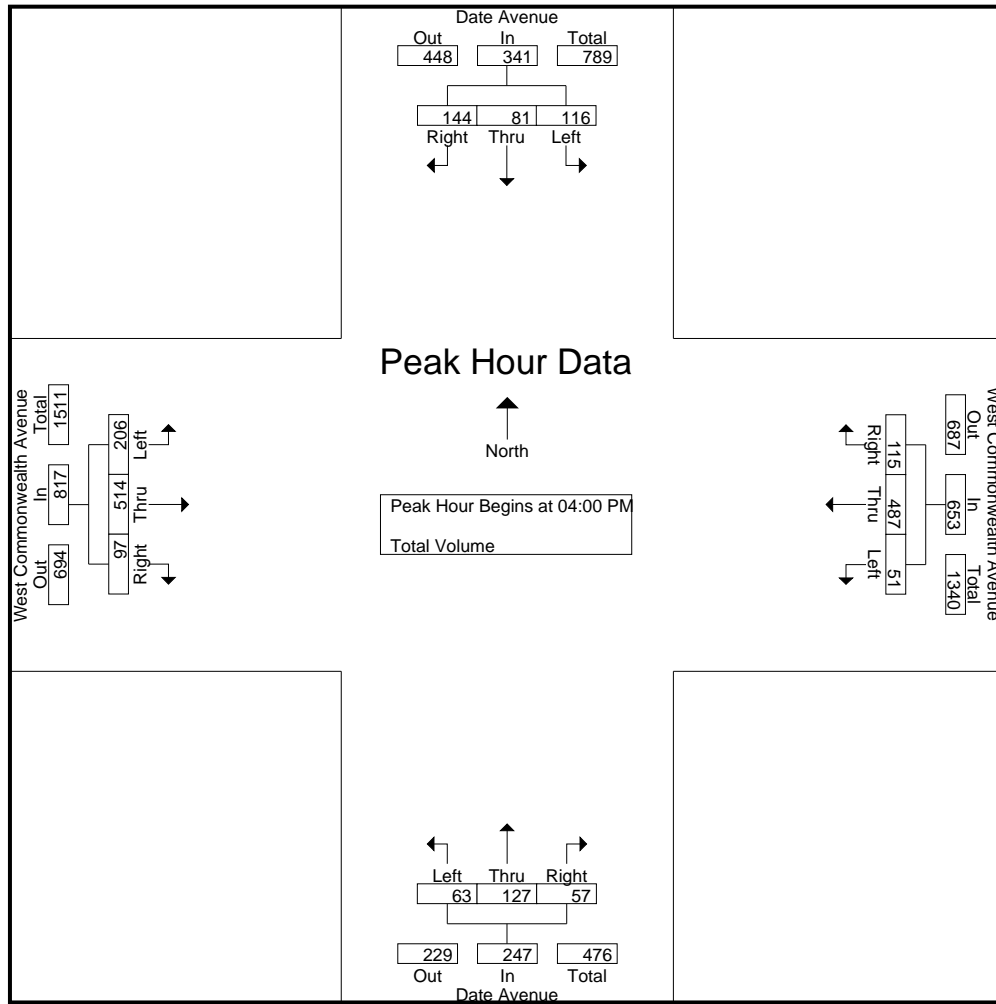 Date Avenue
Out In Total
448 341 789
144 81 116
Right Thru Left
Peak Hour Data
North
Peak Hour Begins at 04:00 PM
Total Volume
West Commonwealth Avenue
Total In Out
1511 817 694
206 514 97
Left Thru Right
West Commonwealth Avenue
Out In Total
687 653 1340
115 487 51
Right Thru Left
Left Thru Right
63 127 57
229 247 476
Out In Total
Date Avenue